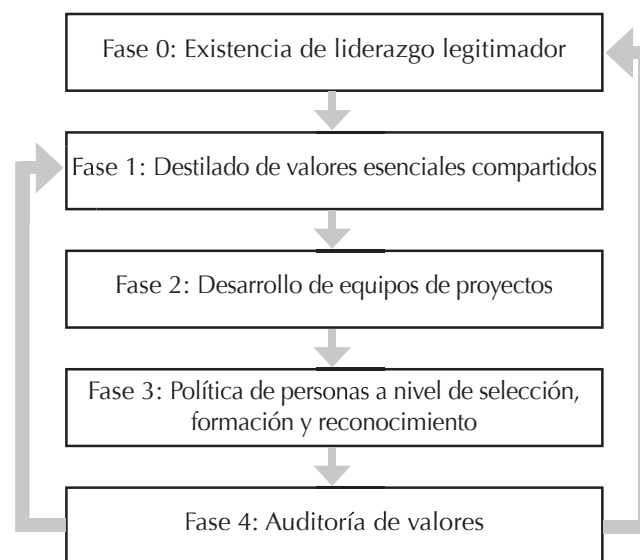 Fase 0: Existencia de liderazgo legitimador
Fase 1: Destilado de valores esenciales compartidos
Fase 2: Desarrollo de equipos de proyectos
Fase 3: Política de personas a nivel de selección,
formación y reconocimiento
Fase 4: Auditoría de valores